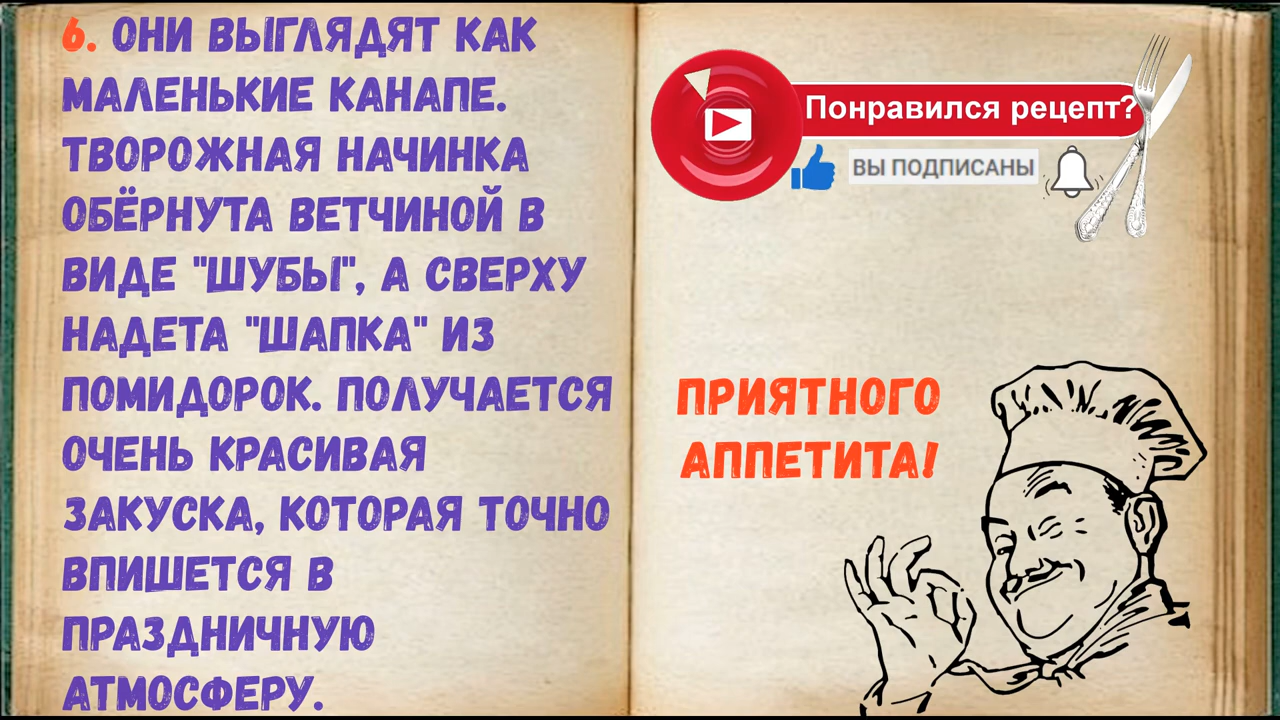 6. ОНИ ВЫГЛЯДЯТ КАК
МАЛЕНЬКИЕ КАНАПЕ.
ТВОРОЖНАЯ НАЧИНКА
ОБЁРНУТА ВЕТЧИНОЙ В
ВИДЕ "ШУБЫ", А СВЕРХУ
НАДЕТА "ШАПКА" ИЗ
ПОМИДОРОК. ПОЛУЧАЕТСЯ
ОЧЕНЬ КРАСИВАЯ
ЗАКУСКА, КОТОРАЯ ТОЧНО
ВПИШЕТСЯ В
ПРАЗДНИЧНУЮ
АТМОСФЕРУ.
Понравился рецепт?
ВЫ ПОДПИСАНЫ
ПРИЯТНОГО
АППЕТИТА!